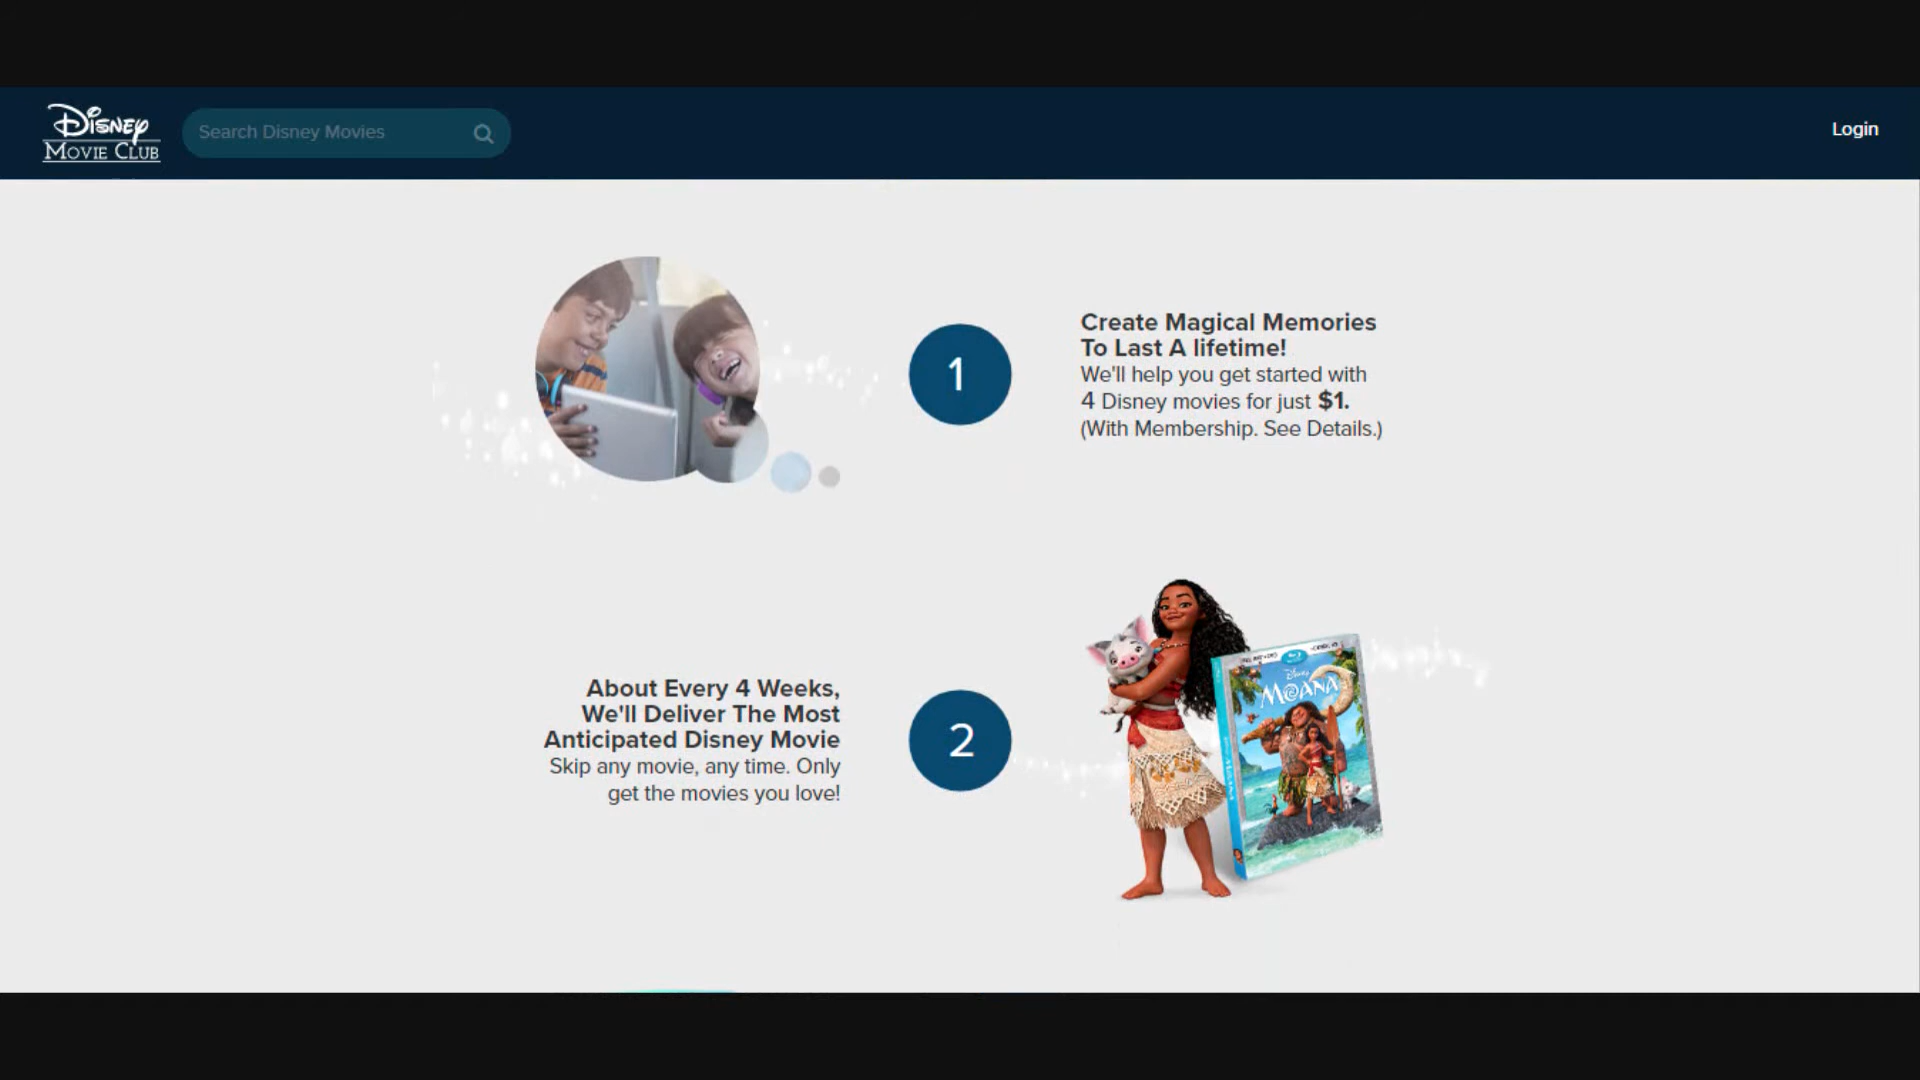 Disney
Movie Club
Search Disney Movies
Login
1
Create Magical Memories
To Last A lifetime!
We'll help you get started with
4 Disney movies for just $1.
(With Membership. See Details.)
About Every 4 Weeks,
We'll Deliver The Most
Anticipated Disney Movie
Skip any movie, any time. Only
get the movies you love!
2
Disney
MOANA